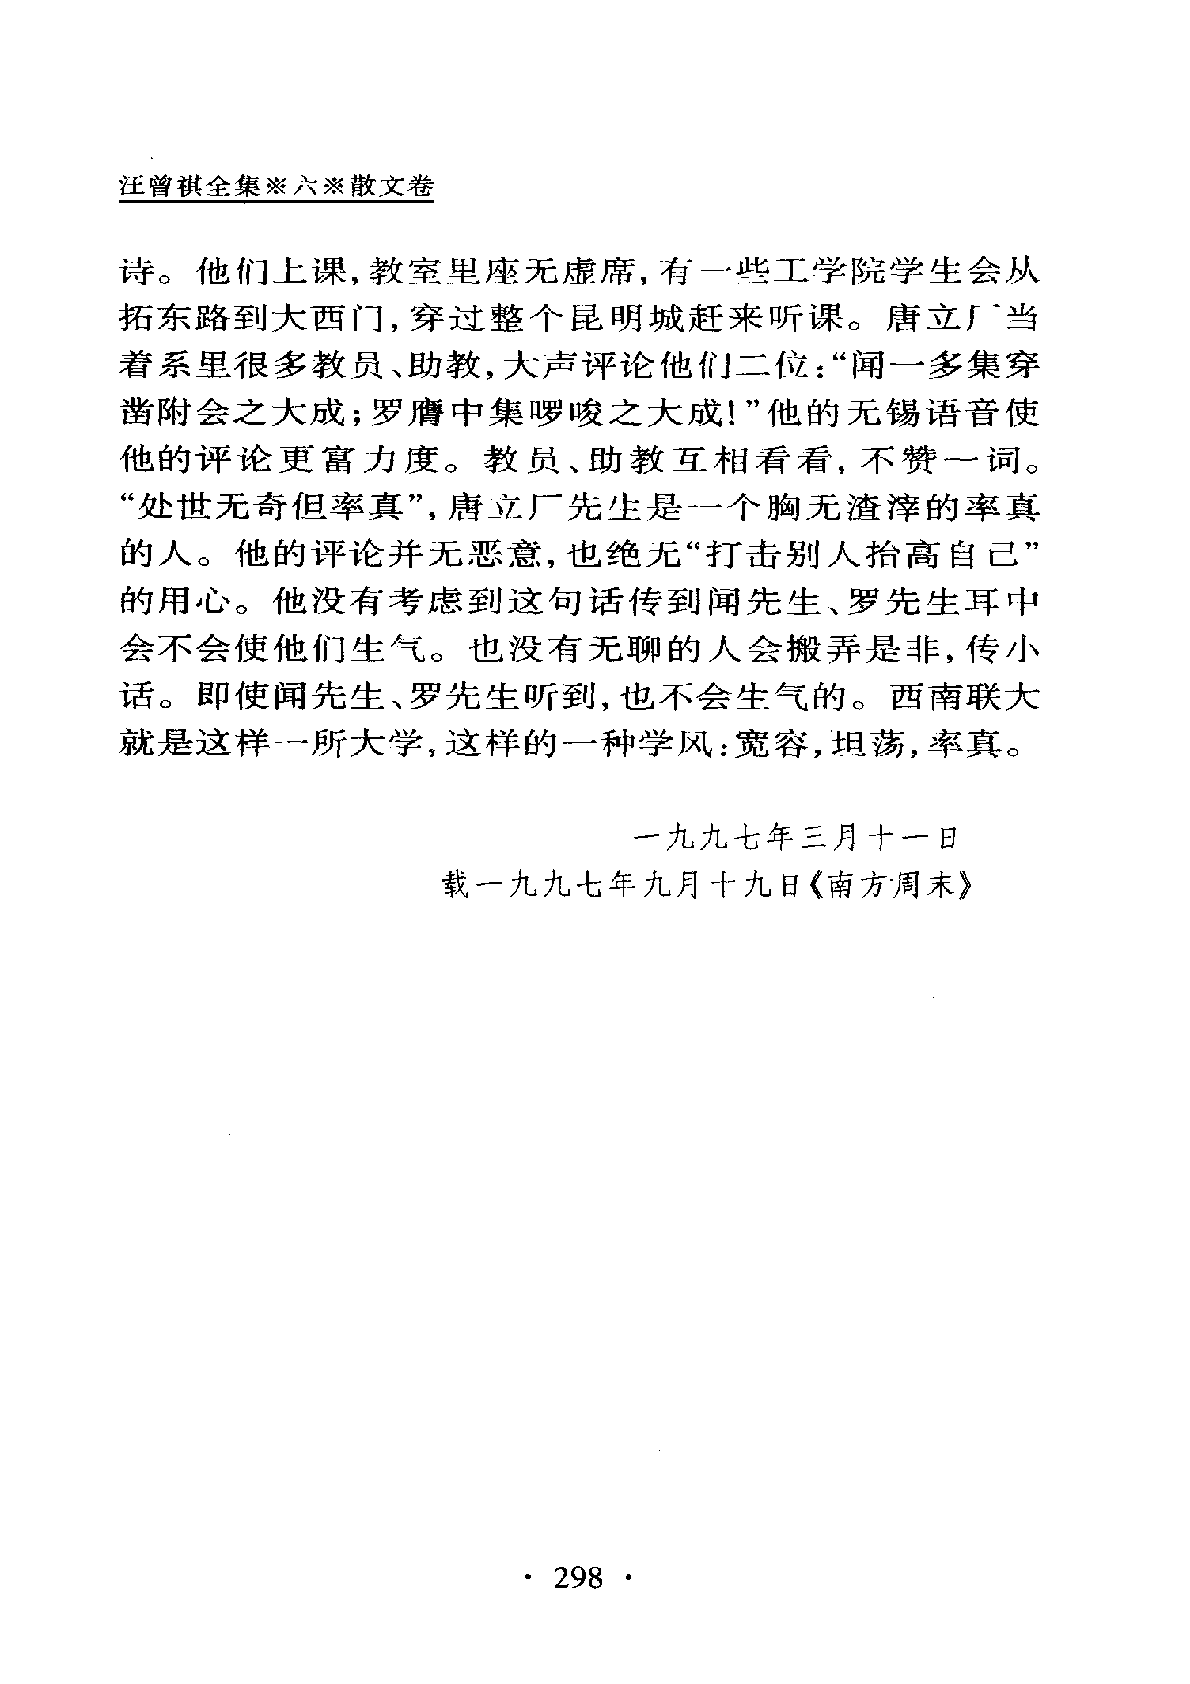 汪曾祺全集※六※散文卷
诗。他们上课,教室里座无虚席,有一些工学院学生会从
拓东路到大西门,穿过整个昆明城赶来听课。唐立厂当
着系里很多教员、助教,大声评论他们二位:“闻一多集穿
凿附会之大成;罗膺中集啰唆之大成!”他的无锡语音使
他的评论更富力度。教员、助教互相看看,不赞一词。
“处世无奇但率真”,唐立厂先生是一个胸无渣滓的率真
的人。他的评论并无恶意,也绝无“打击别人抬高自己”
的用心。他没有考虑到这句话传到闻先生、罗先生耳中
会不会使他们生气。也没有无聊的人会搬弄是非,传小
话。即使闻先生、罗先生听到,也不会生气的。西南联大
就是这样一所大学,这样的一种学风:宽容,坦荡,率真。
一九九七年三月十一日
载一九九七年九月十九日《南方周末》
· 298 ·